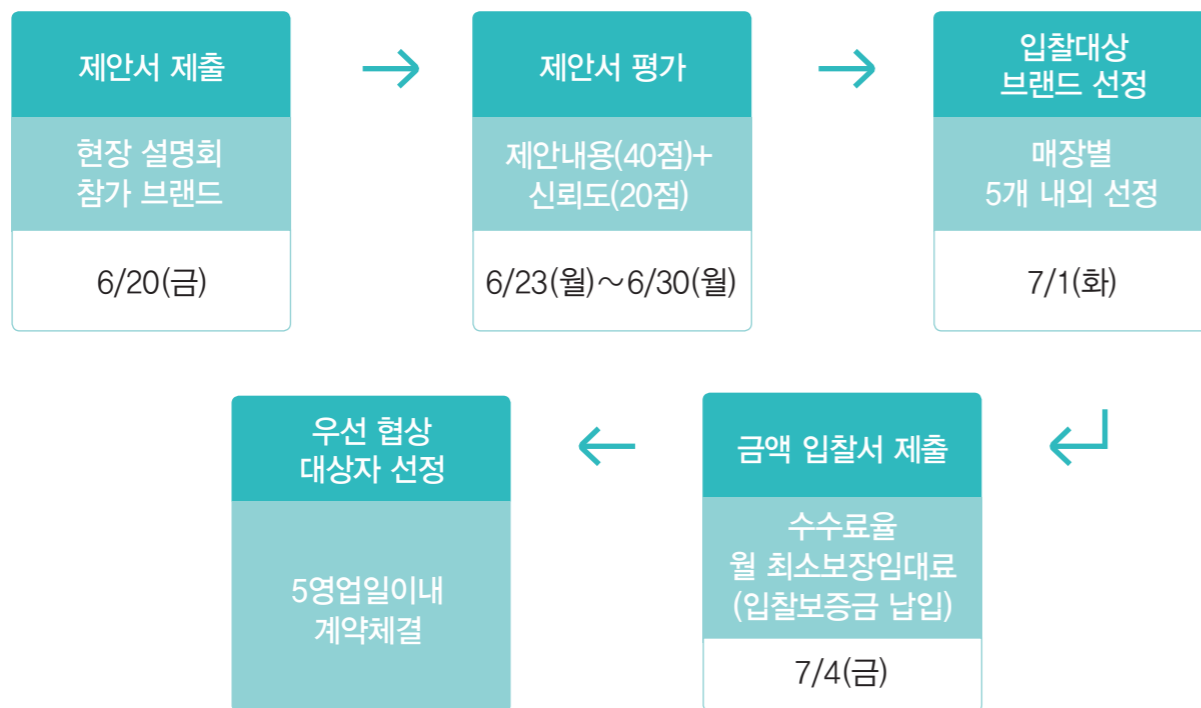 제안서 제출
현장 설명회
참가 브랜드
6/20(금)
제안서 평가
제안내용(40점)+
신뢰도(20점)
6/23(월)~6/30(월)
입찰대상
브랜드 선정
매장별
5개 내외 선정
7/1(화)
금액 입찰서 제출
수수료율
월 최소보장임대료
(입찰보증금 납입)
7/4(금)
우선 협상
대상자 선정
5영업일이내
계약체결